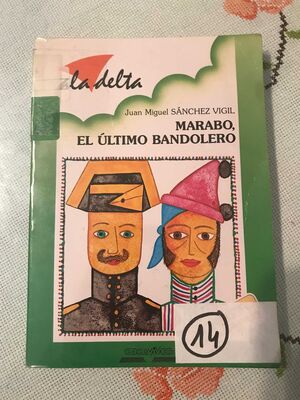 ala delta
Juan Miguel SÁNCHEZ VIGIL
MARABO,
EL ÚLTIMO BANDOLERO
14